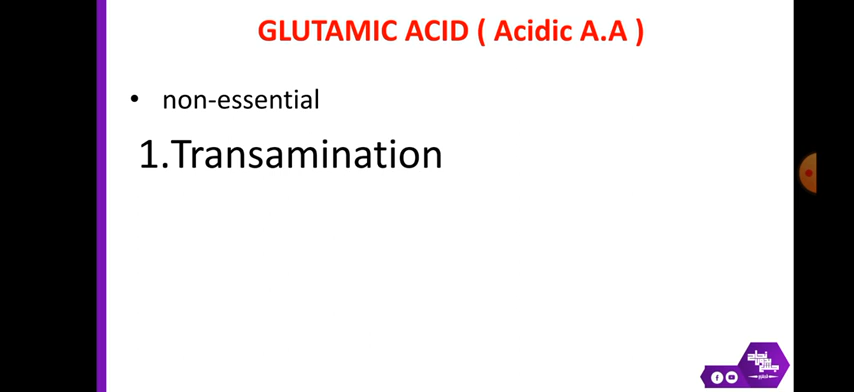 GLUTAMIC ACID ( Acidic A.A )
• non-essential
1.Transamination